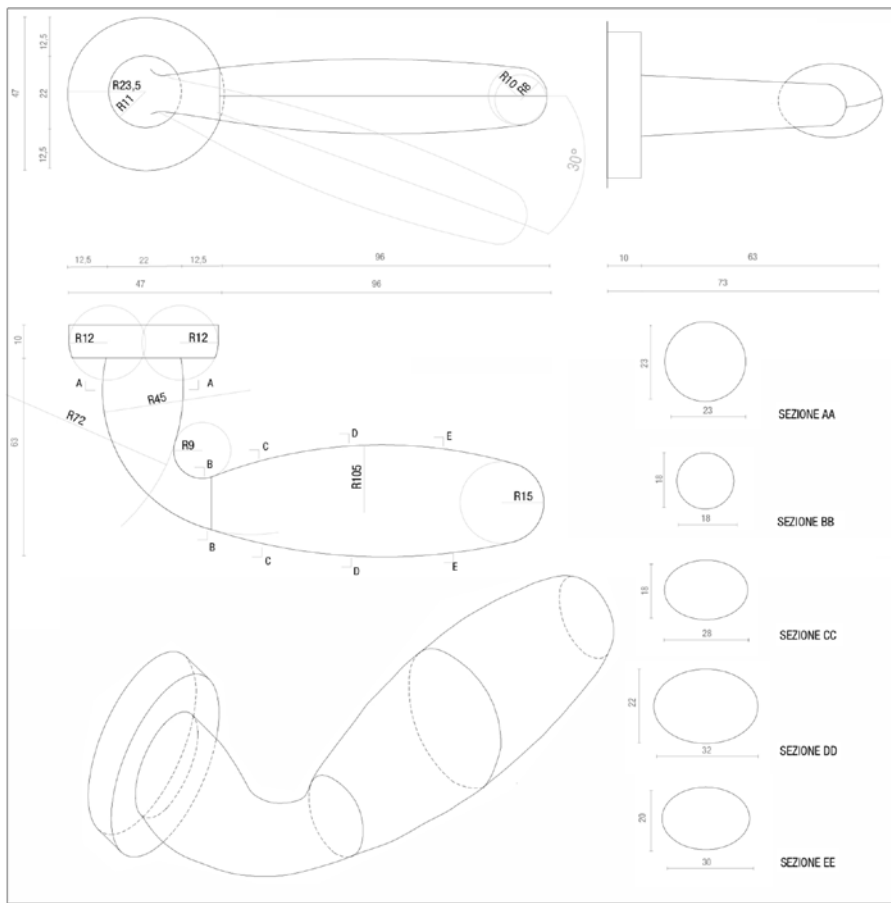 12,5
22
12,5
47
R23,5
R11
R10
R8
30°
12,5
22
12,5
96
10
63
47
96
73
10
63
R12
R12
A
A
R45
R72
R9
B
B
C
C
D
D
E
E
R105
R15
23
23
SEZIONE AA
18
18
SEZIONE BB
18
28
SEZIONE CC
22
32
SEZIONE DD
20
30
SEZIONE EE